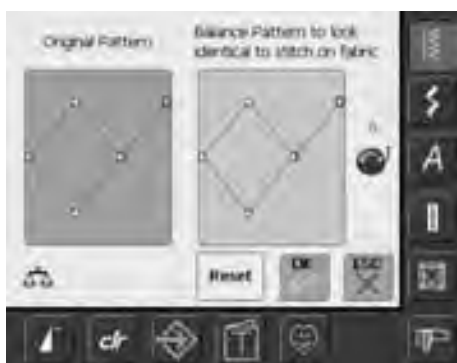 Original Pattern
Balance Pattern to look
identical to stitch on fabric
A
Reset
OK
ESC
clr